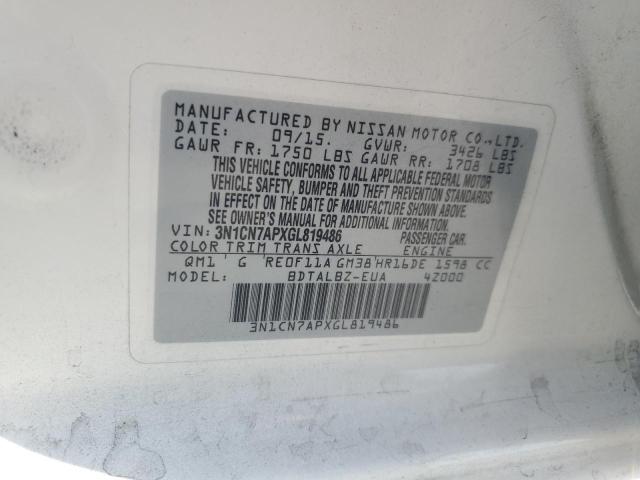 MANUFACTURED BY NISSAN MOTOR CO.,LTD.
DATE: 09/15. GVWR: 3426 LBS
GAWR FR: 1750 LBS GAWR RR: 1708 LBS
THIS VEHICLE CONFORMS TO ALL APPLICABLE FEDERAL MOTOR
VEHICLE SAFETY, BUMPER AND THEFT PREVENTION STANDARDS
IN EFFECT ON THE DATE OF MANUFACTURE SHOWN ABOVE.
SEE OWNER'S MANUAL FOR ADDITIONAL INFORMATION.
VIN: 3N1CN7APXGL819486 PASSENGER CAR.
COLOR TRIM TRANS AXLE ENGINE
QM1 G RE0F11A GM38 HR16DE 1598 CC
MODEL: BDTALBZ-EUA 4Z000
3N1CN7APXGL819486